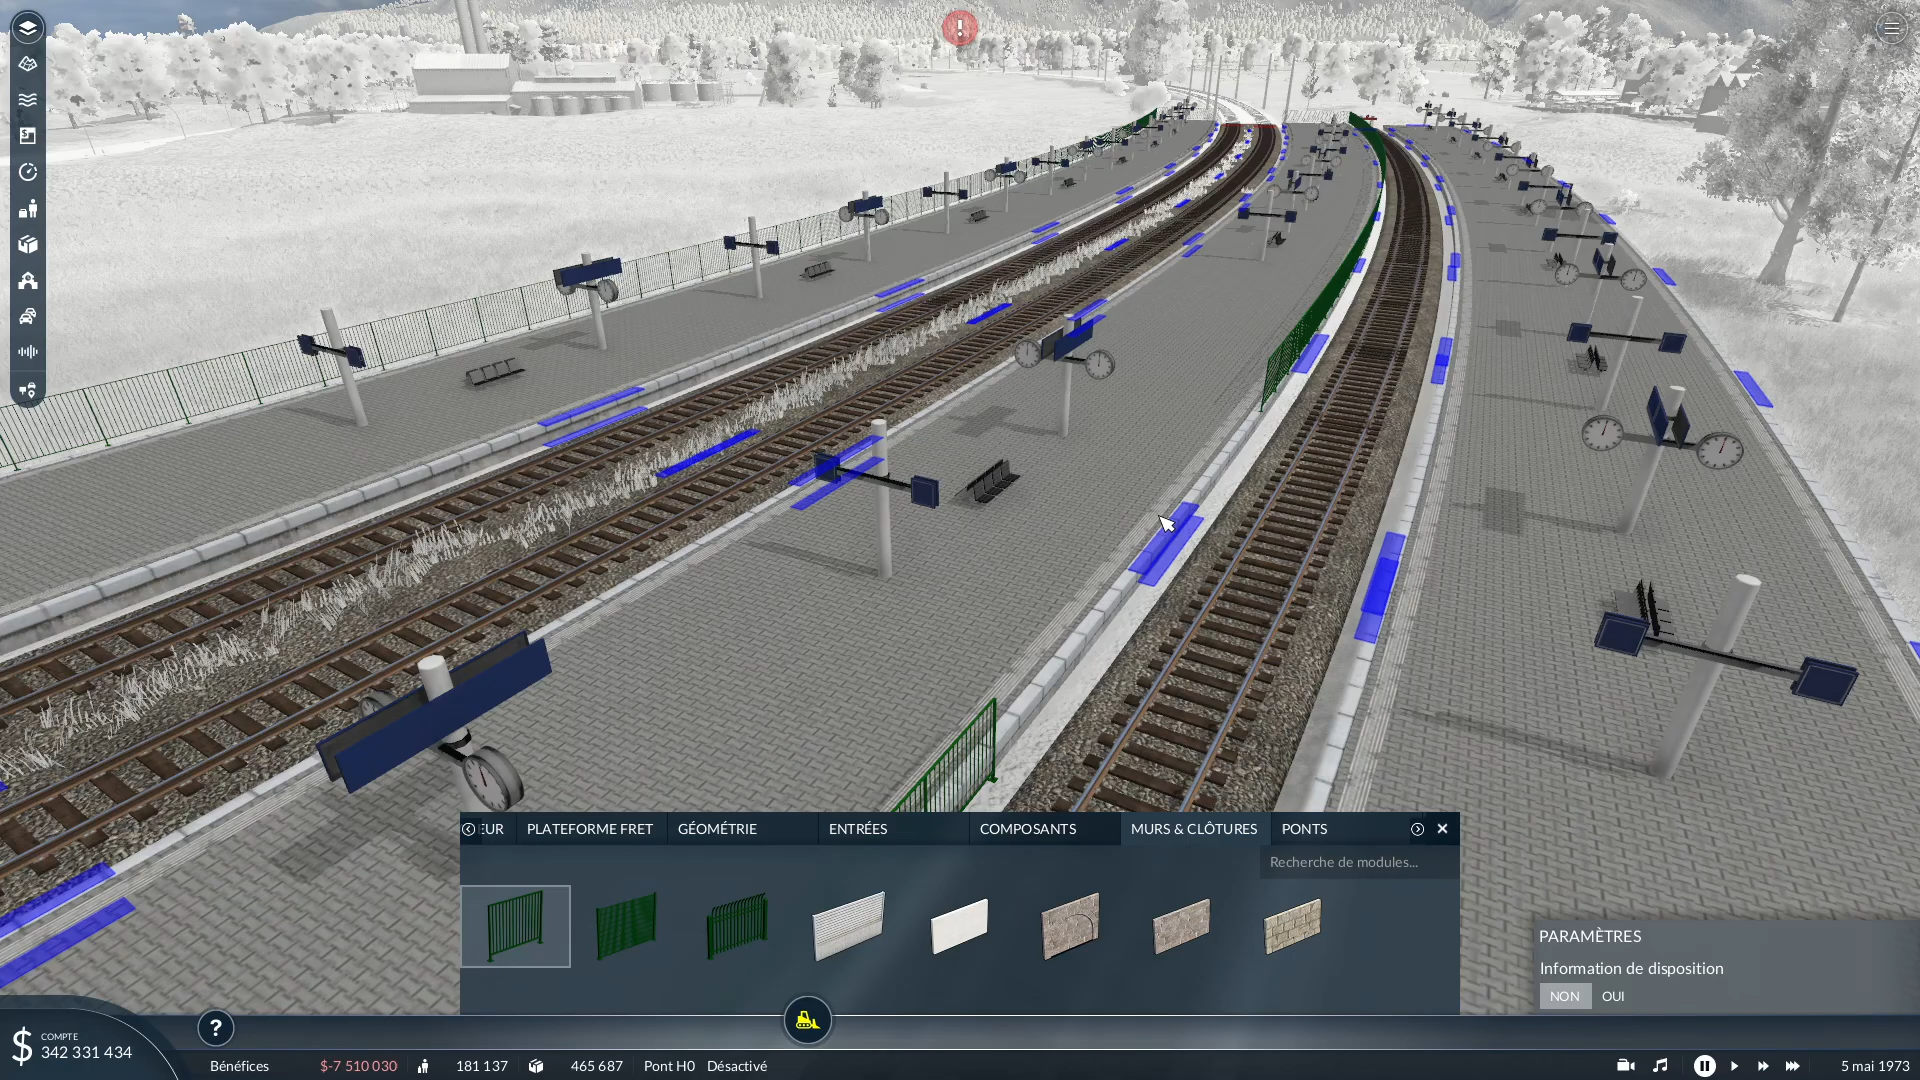 EUR
PLATEFORME FRET
GÉOMÉTRIE
ENTRÉES
COMPOSANTS
MURS & CLÔTURES
PONTS
Recherche de modules...
PARAMÈTRES
Information de disposition
NON
OUI
?
$ COMPTE
342 331 434
Bénéfices
$-7 510 030
181 137
465 687
Pont H0
Désactivé
5 mai 1973